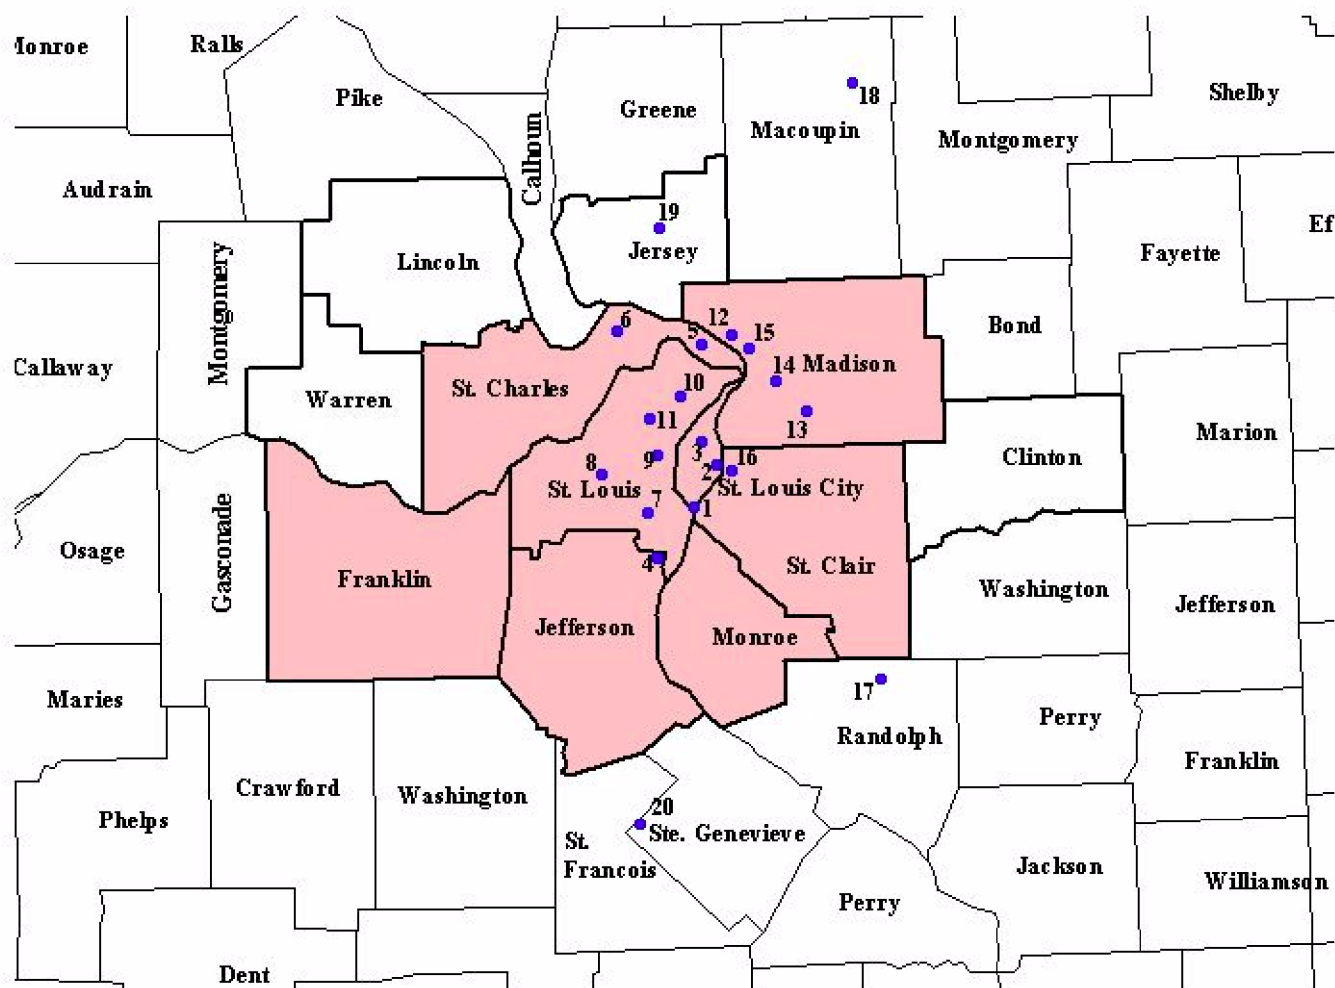 Monroe
Ralls
Pike
Calhoun
Greene
Macoupin
18
Montgomery
Shelby
Audrain
19
Jersey
Lincoln
Montgomery
Fayette
Ef
6
5
12
15
Bond
Callaway
14 Madison
St. Charles
10
Warren
11
13
Marion
3
9
8
2
16
Clinton
St. Louis
St. Louis City
7
1
Osage
Gasconade
Franklin
4
St. Clair
Washington
Jefferson
Jefferson
Monroe
Maries
17
Perry
Randolph
Franklin
Crawford
Washington
20
Phelps
Ste. Genevieve
St.
Francois
Jackson
Williamson
Perry
Dent